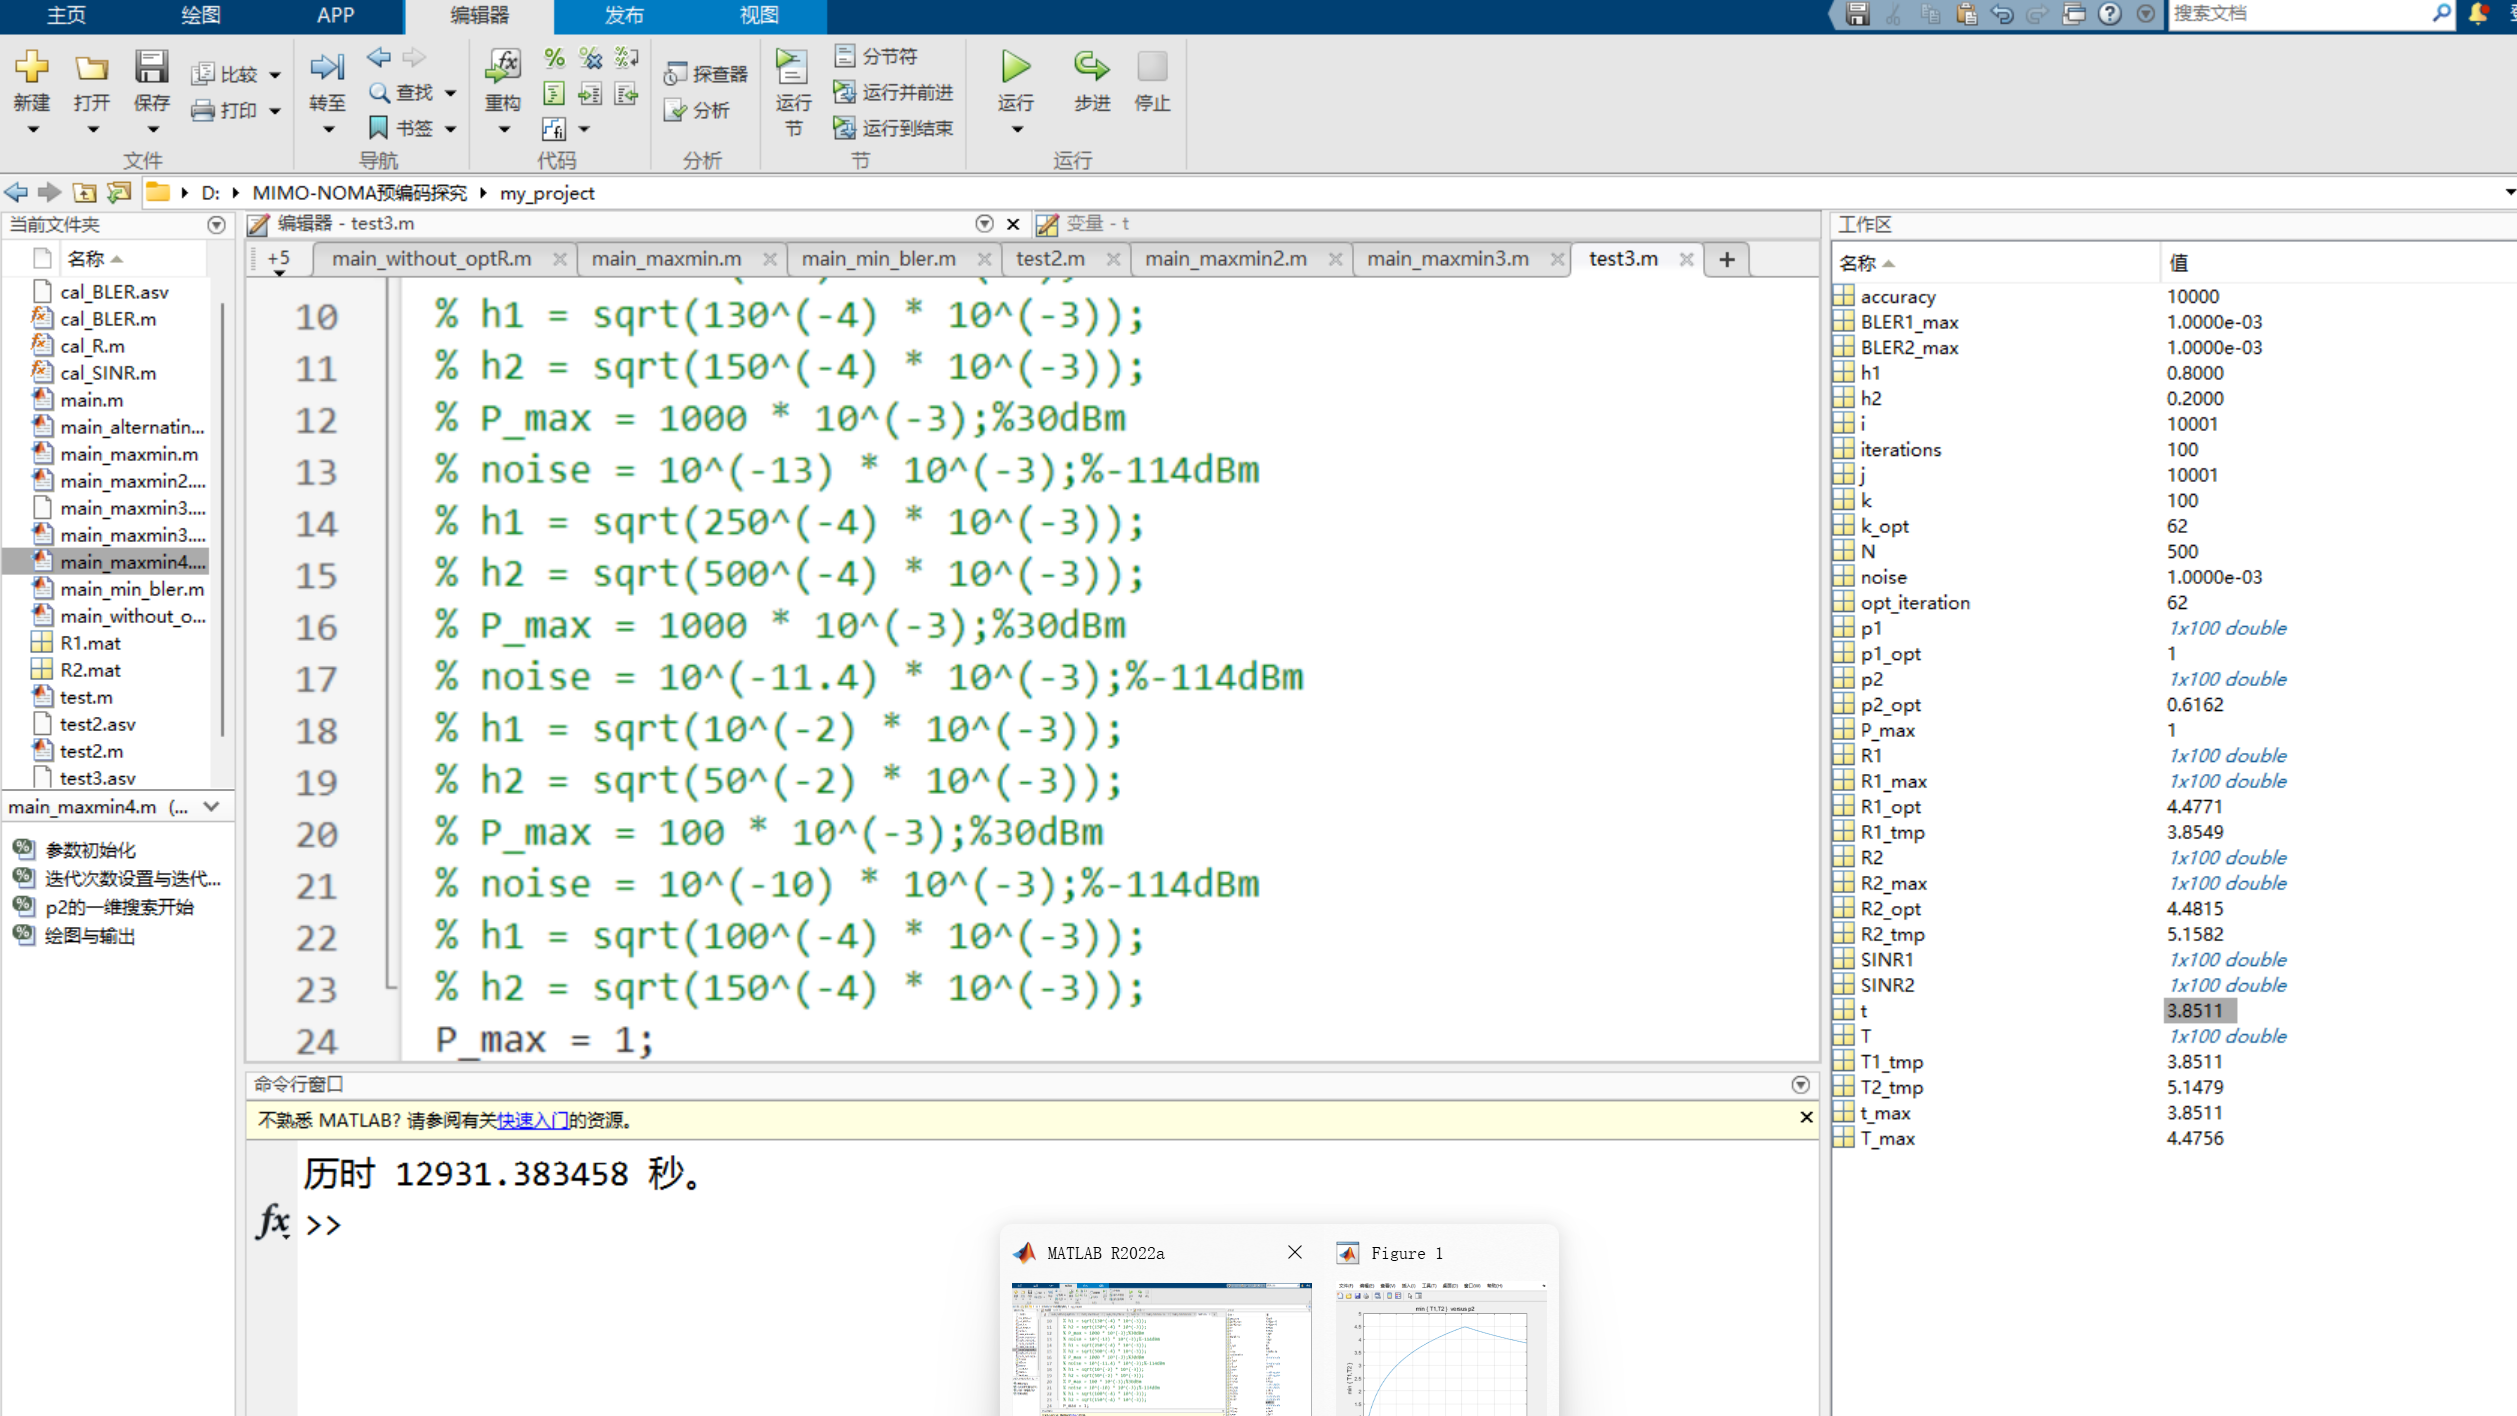 主页 绘图 APP 编辑器 发布 视图 搜索文档
新建 打开 保存 比较 打印 文件
转至 查找 书签 导航
重构 代码
探查器 分析 分析
运行节 分节符 运行并前进 运行到结束 节
运行 步进 停止 运行
D: MIMO-NOMA预编码探究 my_project
当前文件夹
名称
cal_BLER.asv
cal_BLER.m
cal_R.m
cal_SINR.m
main.m
main_alternatin...
main_maxmin.m
main_maxmin2....
main_maxmin3....
main_maxmin3....
main_maxmin4....
main_min_bler.m
main_without_o...
R1.mat
R2.mat
test.m
test2.asv
test2.m
test3.asv
main_maxmin4.m (...
参数初始化
迭代次数设置与迭代...
p2的一维搜索开始
绘图与输出
编辑器 - test3.m 变量 - t
+5 main_without_optR.m main_maxmin.m main_min_bler.m test2.m main_maxmin2.m main_maxmin3.m test3.m +
10 % h1 = sqrt(130^(-4) * 10^(-3));
11 % h2 = sqrt(150^(-4) * 10^(-3));
12 % P_max = 1000 * 10^(-3);%30dBm
13 % noise = 10^(-13) * 10^(-3);%-114dBm
14 % h1 = sqrt(250^(-4) * 10^(-3));
15 % h2 = sqrt(500^(-4) * 10^(-3));
16 % P_max = 1000 * 10^(-3);%30dBm
17 % noise = 10^(-11.4) * 10^(-3);%-114dBm
18 % h1 = sqrt(10^(-2) * 10^(-3));
19 % h2 = sqrt(50^(-2) * 10^(-3));
20 % P_max = 100 * 10^(-3);%30dBm
21 % noise = 10^(-10) * 10^(-3);%-114dBm
22 % h1 = sqrt(100^(-4) * 10^(-3));
23 % h2 = sqrt(150^(-4) * 10^(-3));
24 P_max = 1;
命令行窗口
不熟悉 MATLAB? 请参阅有关快速入门的资源。
历时 12931.383458 秒。
fx >>
MATLAB R2022a
Figure 1
min ( T1,T2 ) versus p2
工作区
名称 值
accuracy 10000
BLER1_max 1.0000e-03
BLER2_max 1.0000e-03
h1 0.8000
h2 0.2000
i 10001
iterations 100
j 10001
k 100
k_opt 62
N 500
noise 1.0000e-03
opt_iteration 62
p1 1x100 double
p1_opt 1
p2 1x100 double
p2_opt 0.6162
P_max 1
R1 1x100 double
R1_max 1x100 double
R1_opt 4.4771
R1_tmp 3.8549
R2 1x100 double
R2_max 1x100 double
R2_opt 4.4815
R2_tmp 5.1582
SINR1 1x100 double
SINR2 1x100 double
t 3.8511
T 1x100 double
T1_tmp 3.8511
T2_tmp 5.1479
t_max 3.8511
T_max 4.4756